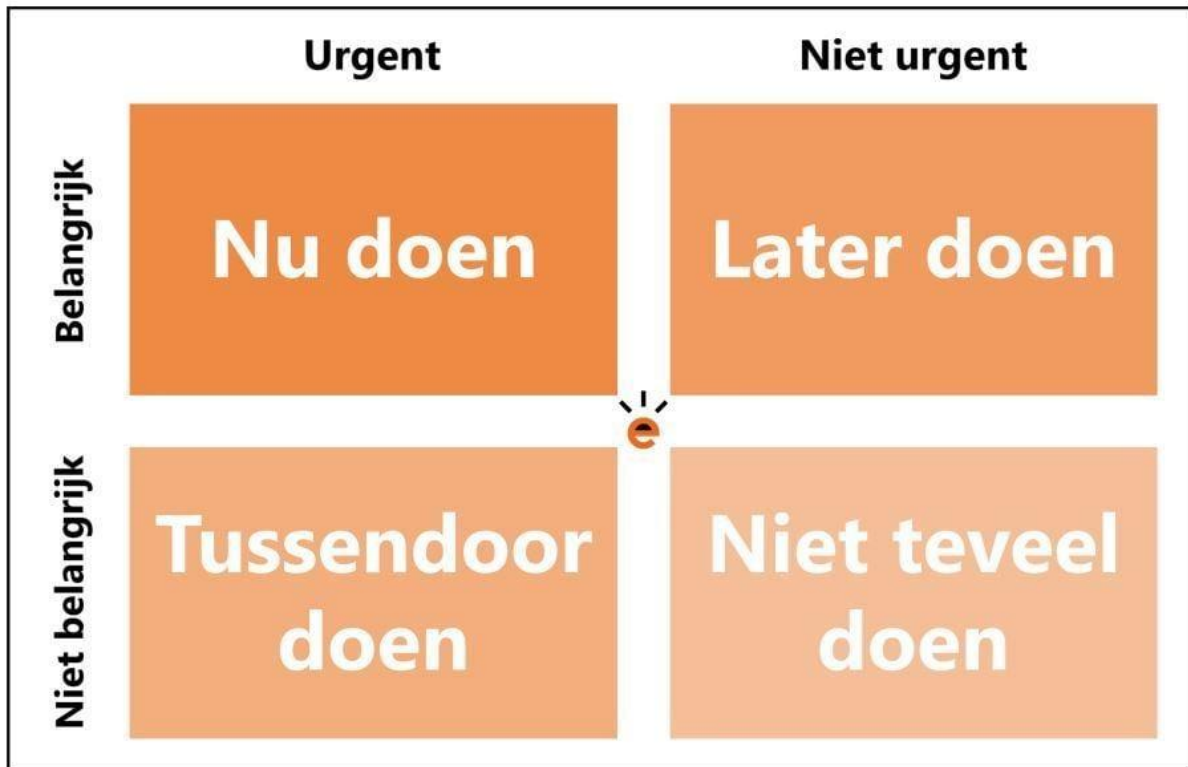 Urgent
Niet urgent
Belangrijk
Nu doen
Later doen
e
Niet belangrijk
Tussendoor
doen
Niet teveel
doen